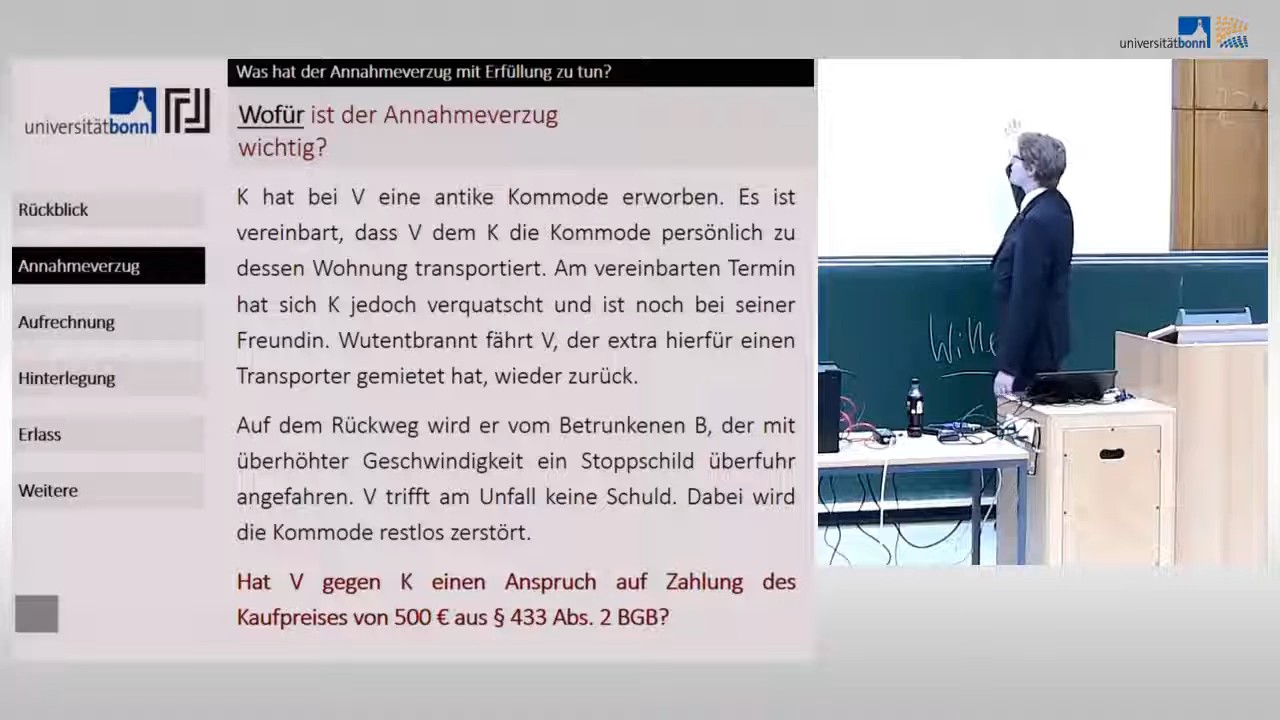 universitätbonn
Was hat der Annahmeverzug mit Erfüllung zu tun?
universitätbonn
Wofür ist der Annahmeverzug
wichtig?
Rückblick
Annahmeverzug
Aufrechnung
Hinterlegung
Erlass
Weitere
K hat bei V eine antike Kommode erworben. Es ist
vereinbart, dass V dem K die Kommode persönlich zu
dessen Wohnung transportiert. Am vereinbarten Termin
hat sich K jedoch verquatscht und ist noch bei seiner
Freundin. Wutentbrannt fährt V, der extra hierfür einen
Transporter gemietet hat, wieder zurück.
Auf dem Rückweg wird er vom Betrunkenen B, der mit
überhöhter Geschwindigkeit ein Stoppschild überfuhr
angefahren. V trifft am Unfall keine Schuld. Dabei wird
die Kommode restlos zerstört.
Hat V gegen K einen Anspruch auf Zahlung des
Kaufpreises von 500 € aus § 433 Abs. 2 BGB?